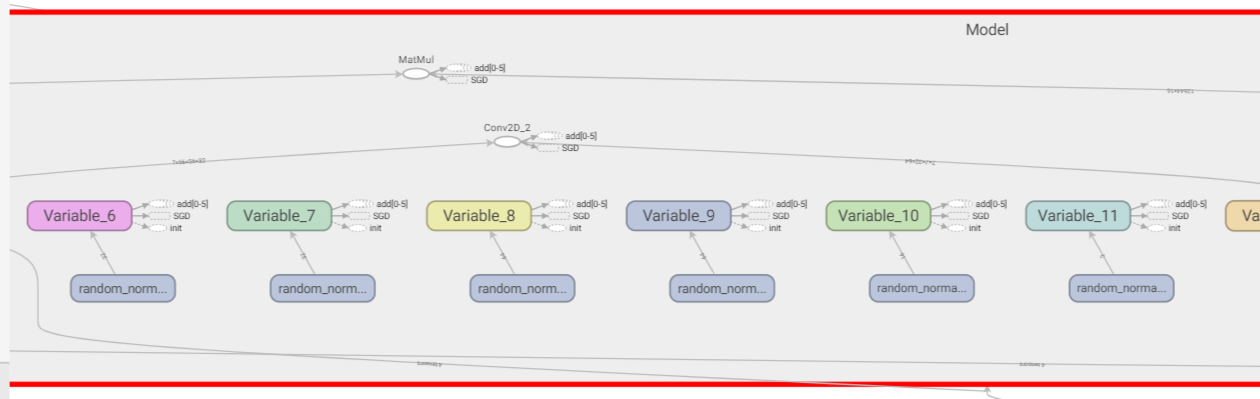 Model
MatMul
add[0-5]
SGD
Conv2D_2
add[0-5]
SGD
Variable_6
add[0-5]
SGD
init
Variable_7
add[0-5]
SGD
init
Variable_8
add[0-5]
SGD
init
Variable_9
add[0-5]
SGD
init
Variable_10
add[0-5]
SGD
init
Variable_11
add[0-5]
SGD
init
Va
random_norm...
random_norm...
random_norm...
random_norm...
random_norma...
random_norma...